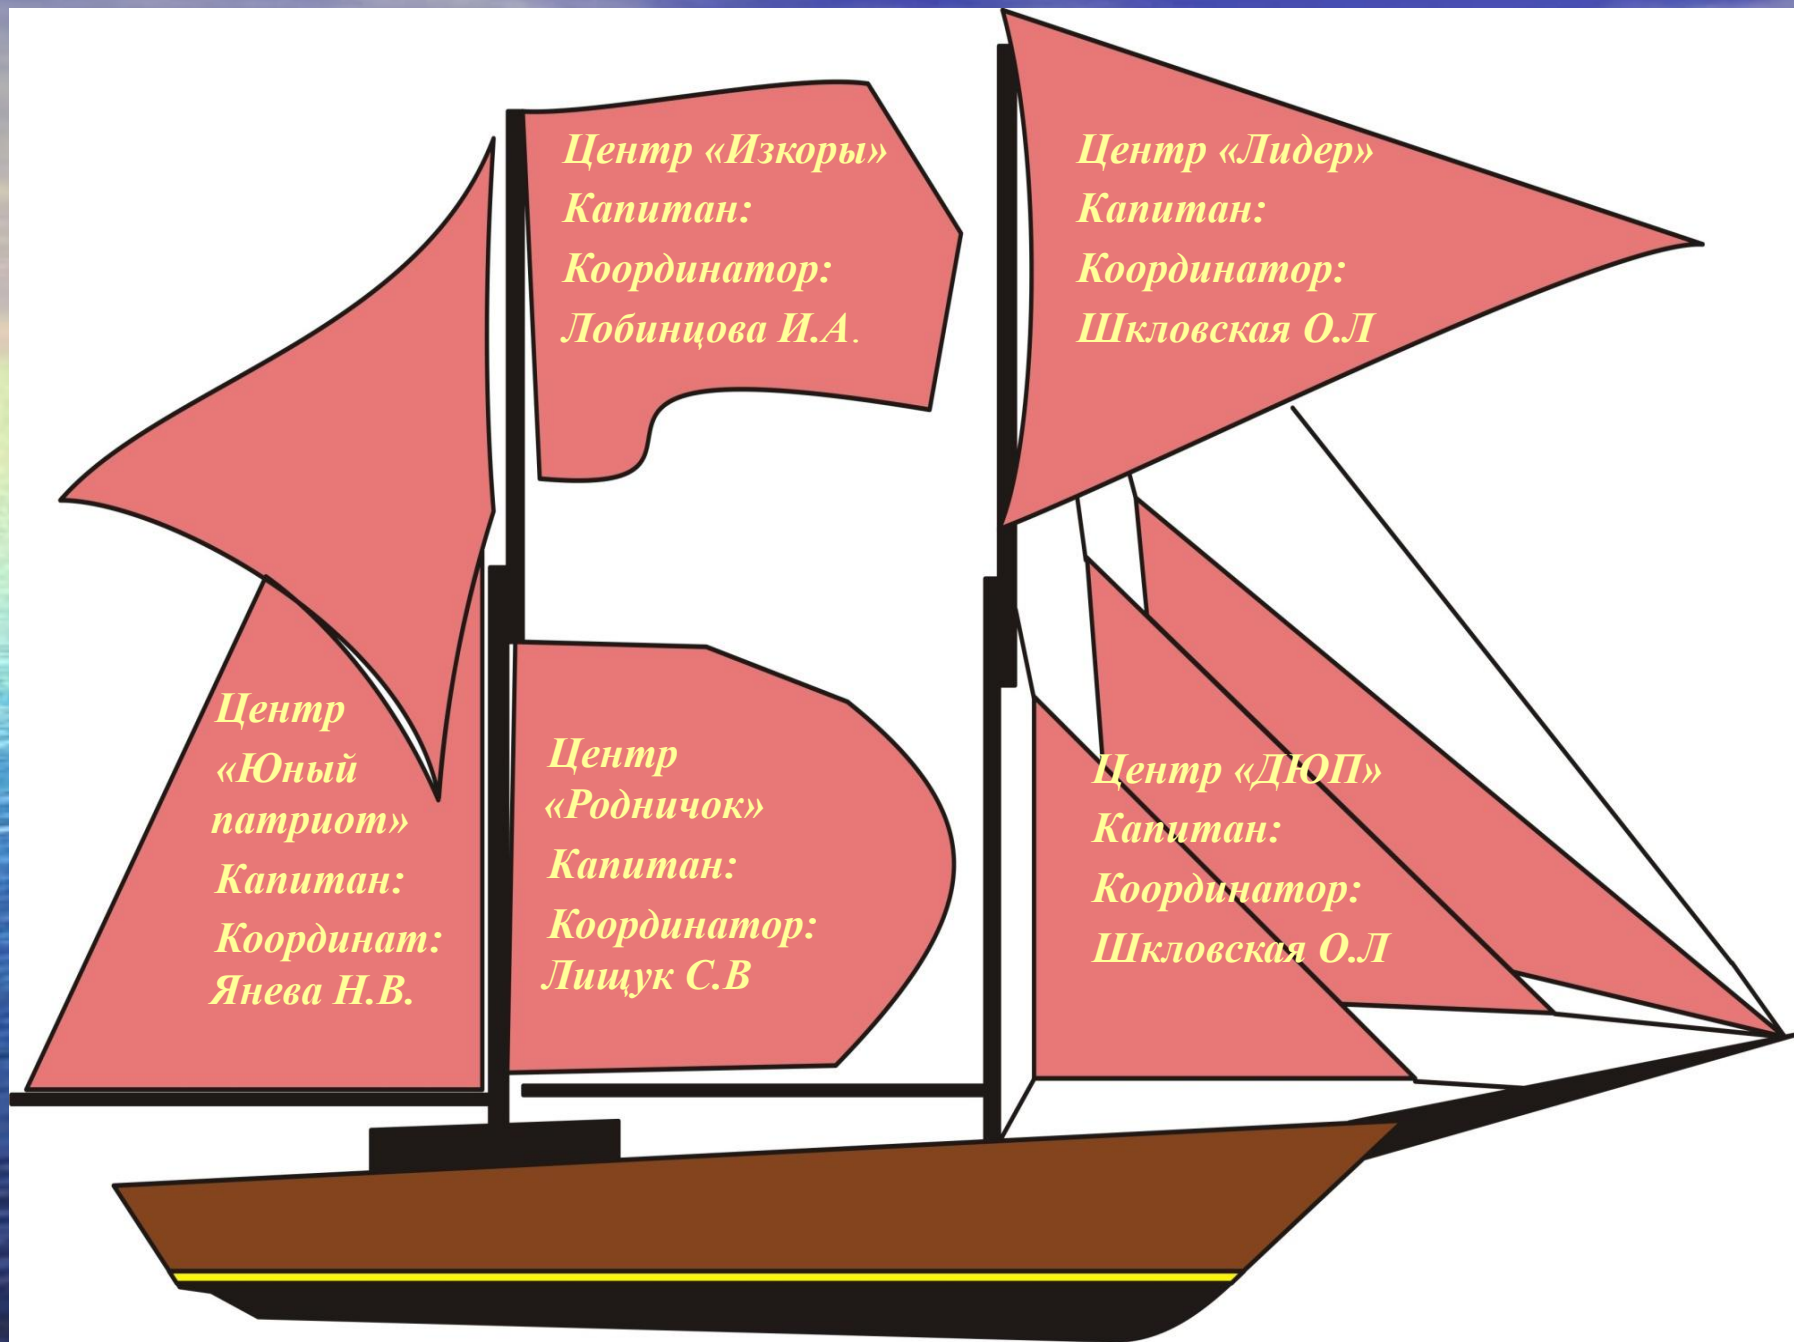 Центр «Изкоры»
Капитан:
Координатор:
Лобинцова И.А.
Центр «Лидер»
Капитан:
Координатор:
Шкловская О.Л
Центр
«Юный
патриот»
Капитан:
Координат:
Янева Н.В.
Центр
«Родничок»
Капитан:
Координатор:
Лищук С.В
Центр «ДЮП»
Капитан:
Координатор:
Шкловская О.Л